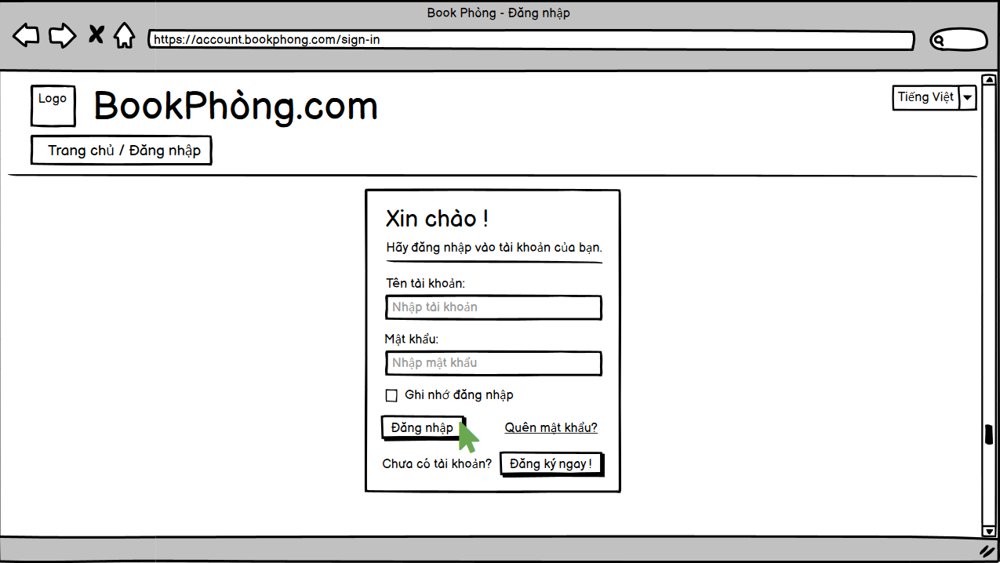 Book Phòng - Đăng nhập
https://account.bookphong.com/sign-in
Logo
BookPhòng.com
Tiếng Việt
Trang chủ / Đăng nhập
Xin chào !
Hãy đăng nhập vào tài khoản của bạn.
Tên tài khoản:
Nhập tài khoản
Mật khẩu:
Nhập mật khẩu
Ghi nhớ đăng nhập
Đăng nhập
Quên mật khẩu?
Chưa có tài khoản?
Đăng ký ngay !